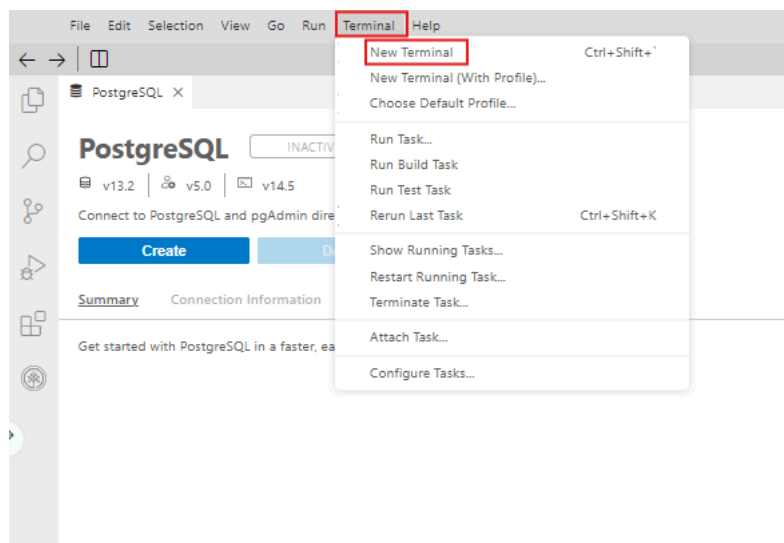 File Edit Selection View Go Run Terminal Help
New Terminal Ctrl+Shift+`
New Terminal (With Profile)...
Choose Default Profile...
PostgreSQL
Run Task...
Run Build Task
Run Test Task
Rerun Last Task Ctrl+Shift+K
Show Running Tasks...
Restart Running Task...
Terminate Task...
Attach Task...
Configure Tasks...
PostgreSQL
v13.2 v5.0 v14.5
Connect to PostgreSQL and pgAdmin
Create
Summary Connection Information
Get started with PostgreSQL in a faster,